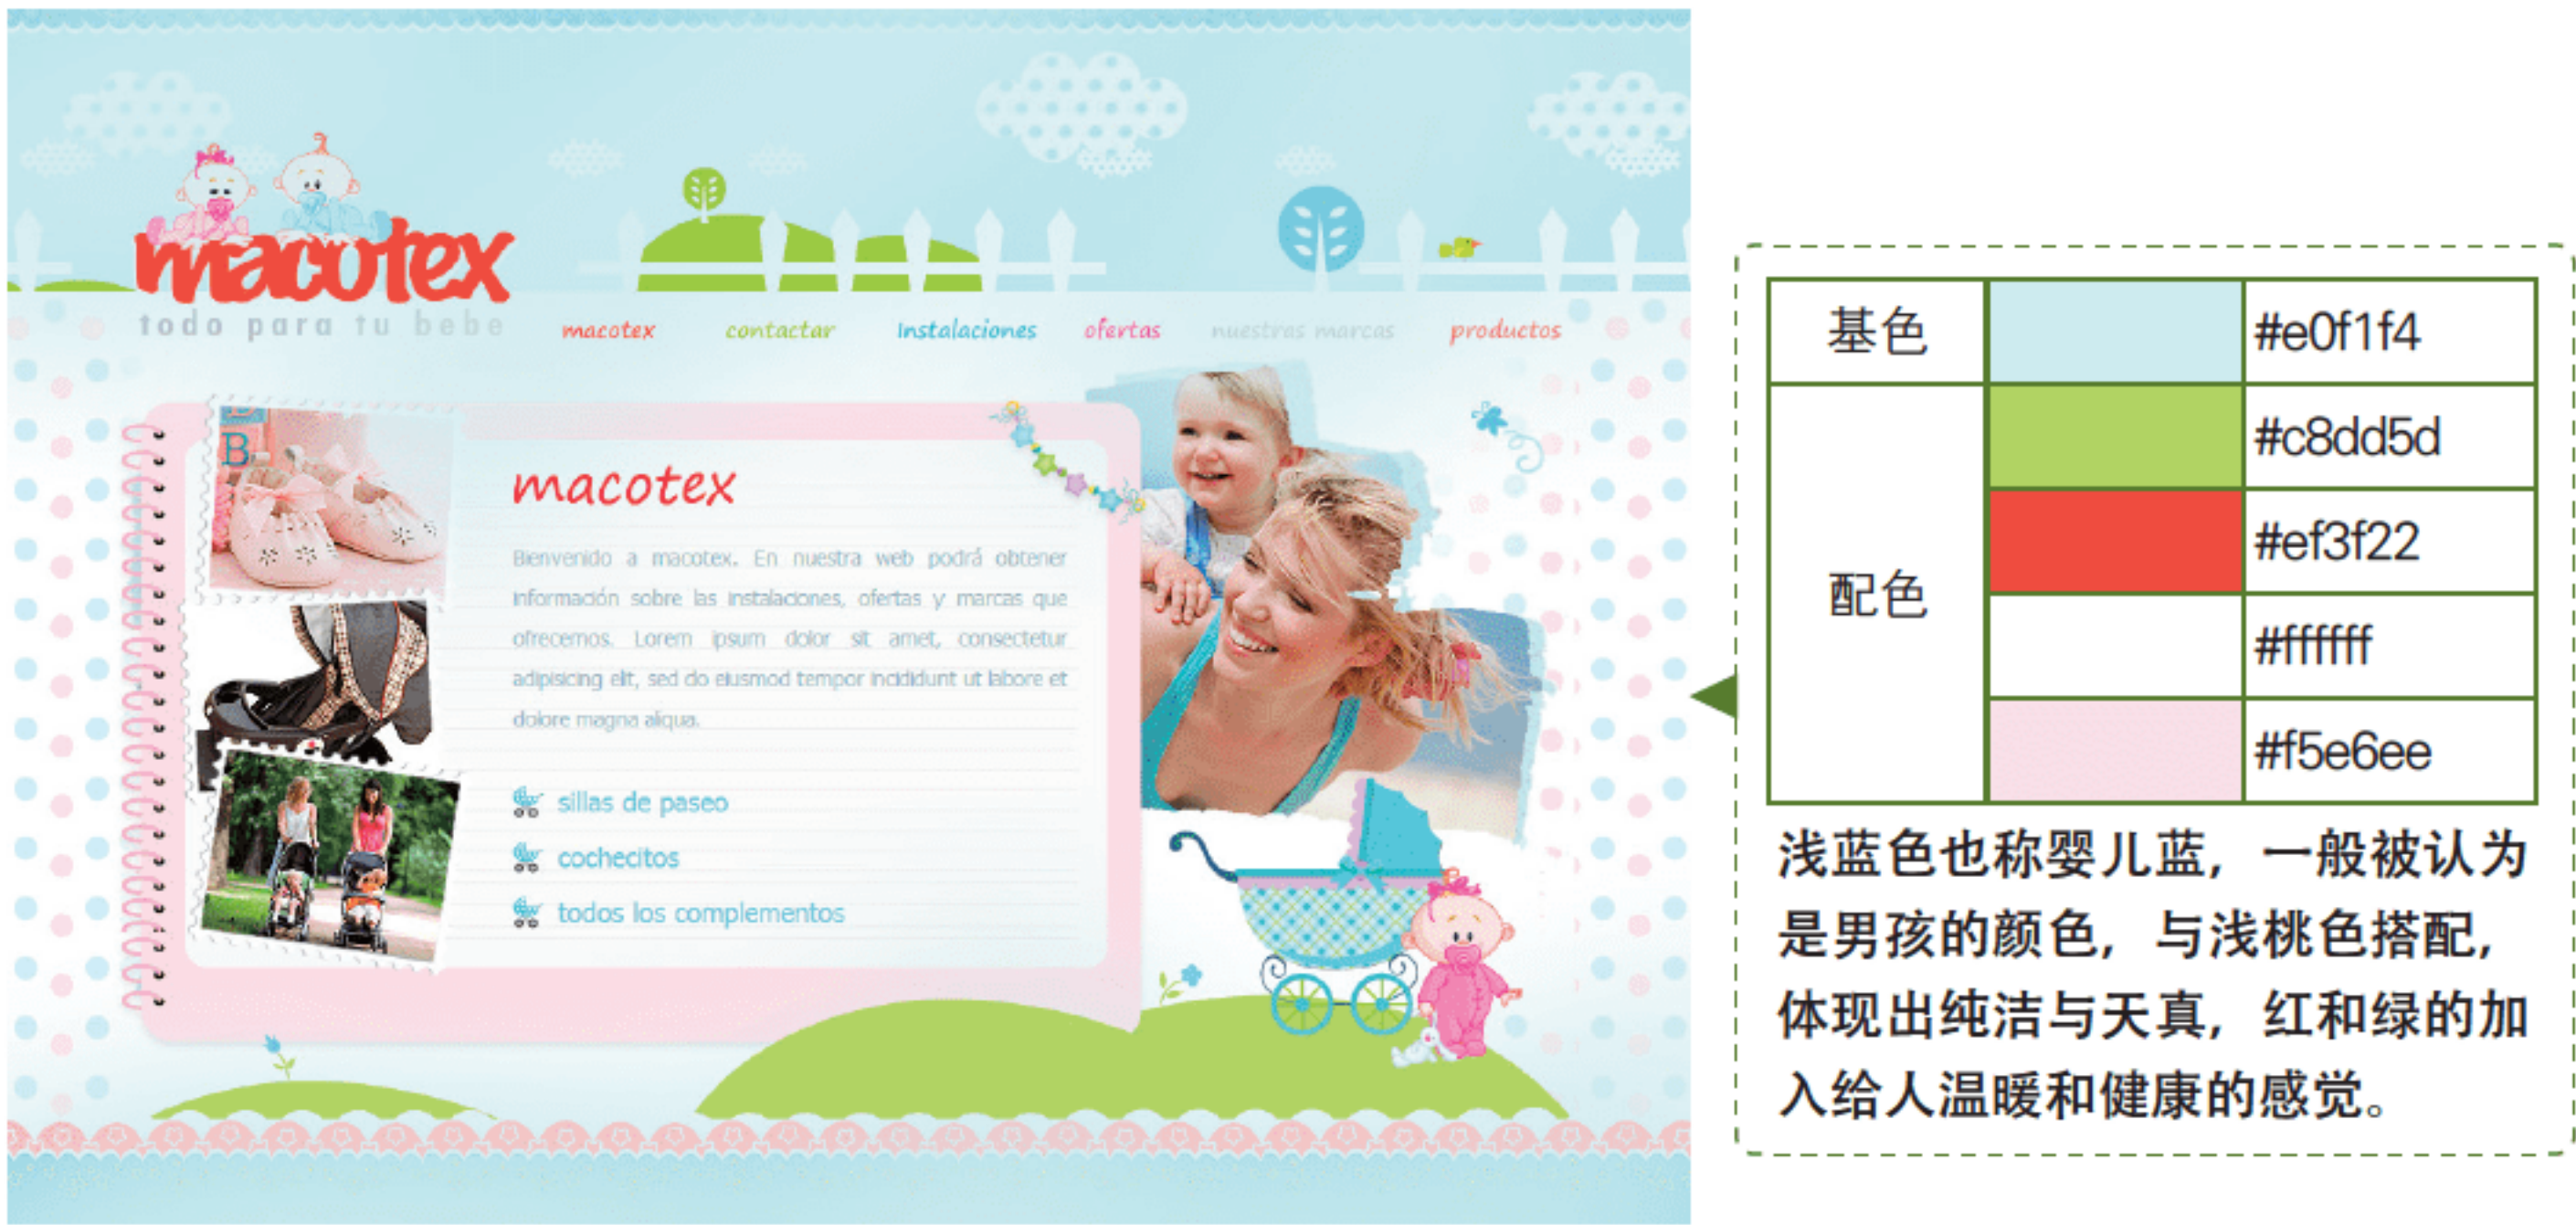 macotex
todo para tu bebe
macotex contactar Instalaciones ofertas nuestras marcas productos
B
macotex
Bienvenido a macotex. En nuestra web podrá obtener
información sobre las instalaciones, ofertas y marcas que
ofrecemos. Lorem ipsum dolor sit amet, consectetur
adipisicing elit, sed do eiusmod tempor incididunt ut labore et
dolore magna aliqua.
sillas de paseo
cochecitos
todos los complementos
基色 #e0f1f4
配色
#c8dd5d
#ef3f22
#ffffff
#f5e6ee
浅蓝色也称婴儿蓝，一般被认为
是男孩的颜色，与浅桃色搭配，
体现出纯洁与天真，红和绿的加
入给人温暖和健康的感觉。